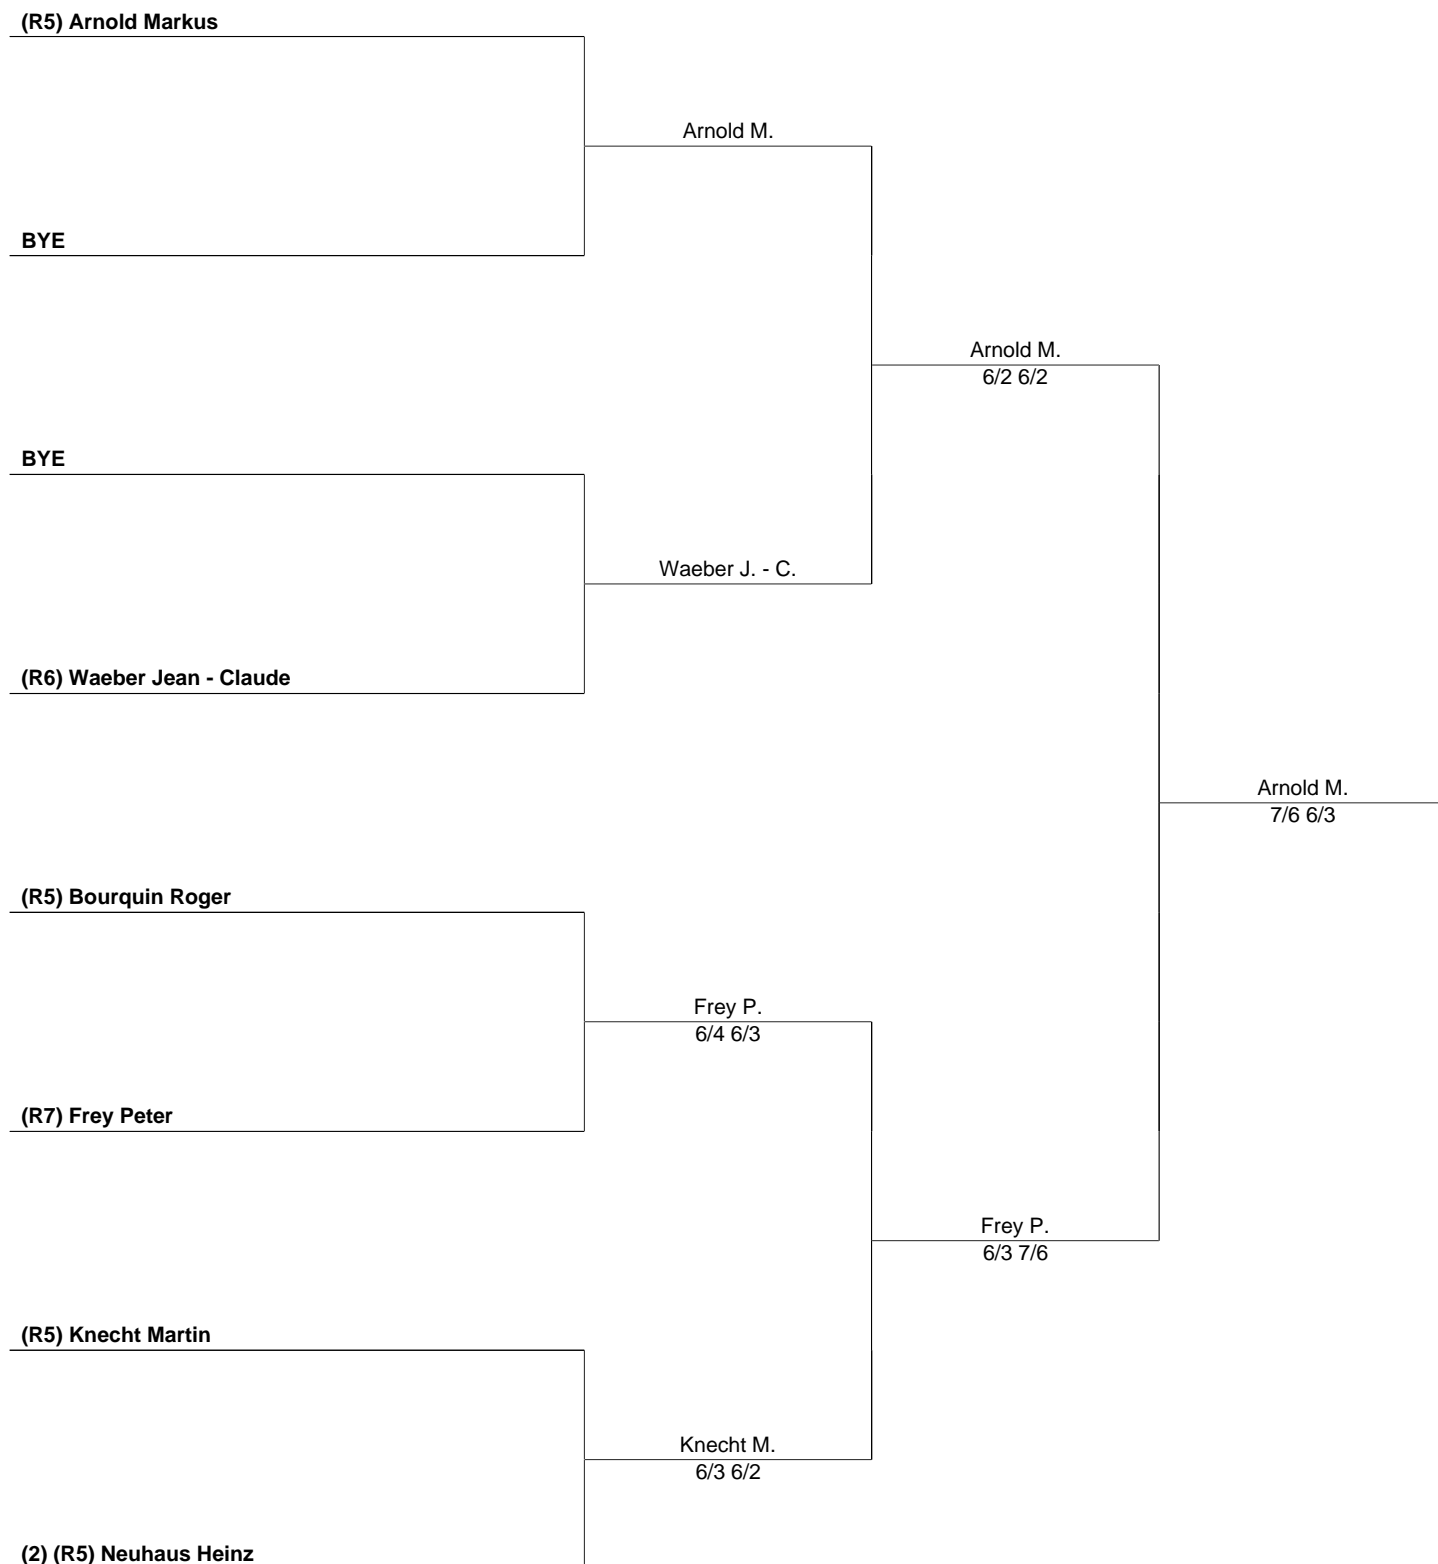 (R5) Arnold Markus
Arnold M.
BYE
Arnold M.
6/2 6/2
BYE
Waeber J. - C.
(R6) Waeber Jean - Claude
Arnold M.
7/6 6/3
(R5) Bourquin Roger
Frey P.
6/4 6/3
(R7) Frey Peter
Frey P.
6/3 7/6
(R5) Knecht Martin
Knecht M.
6/3 6/2
(2) (R5) Neuhaus Heinz